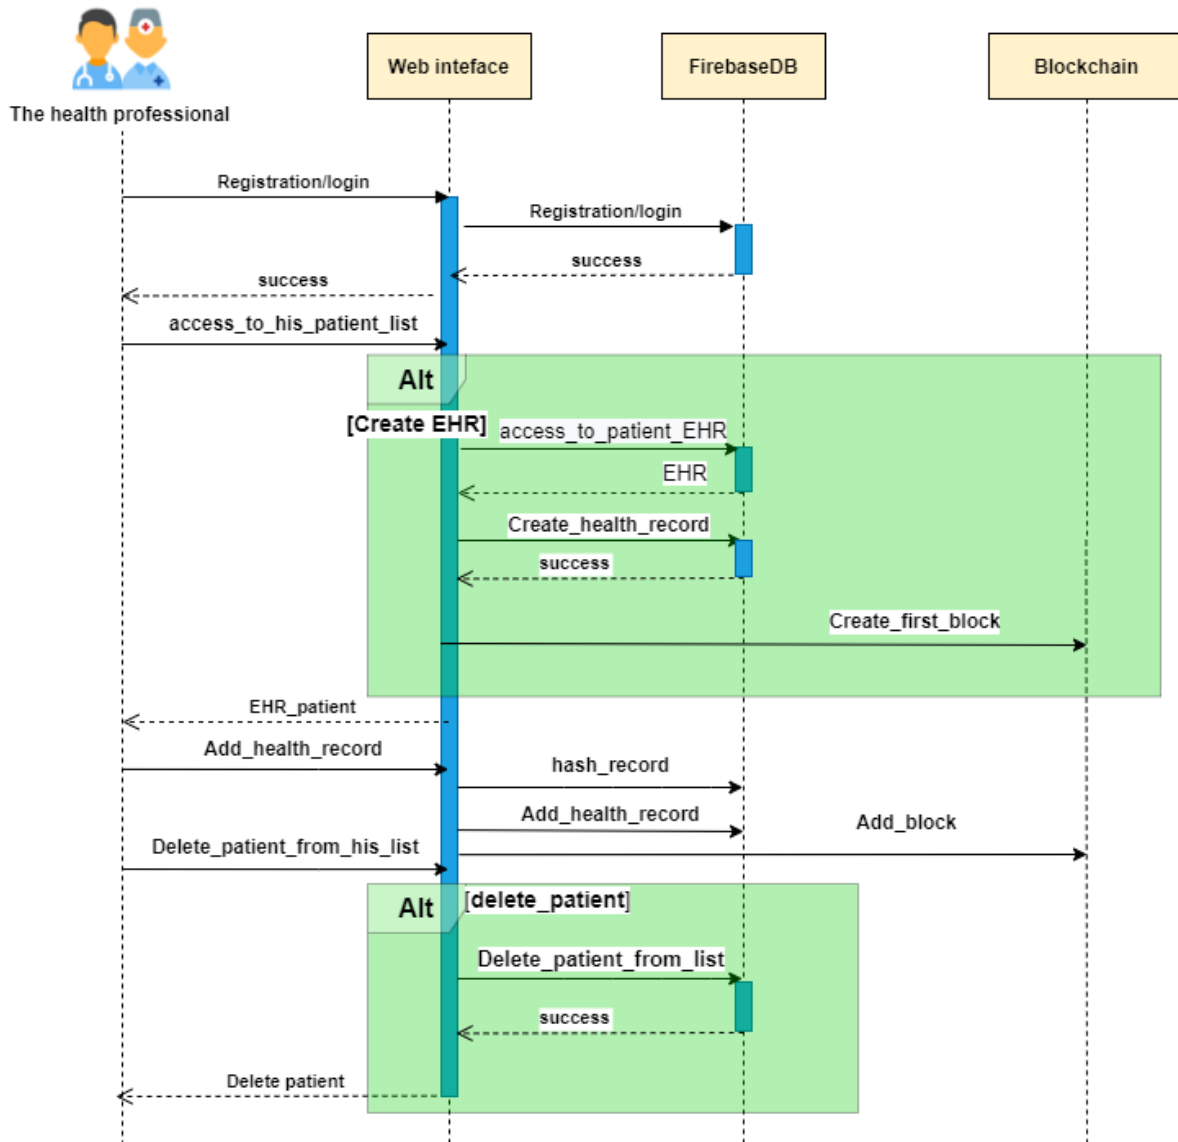 The health professional
Web inteface
FirebaseDB
Blockchain
Registration/login
Registration/login
success
success
access_to_his_patient_list
Alt
[Create EHR]
access_to_patient_EHR
EHR
Create_health_record
success
Create_first_block
EHR_patient
Add_health_record
hash_record
Add_health_record
Add_block
Delete_patient_from_his_list
Alt
[delete_patient]
Delete_patient_from_list
success
Delete patient